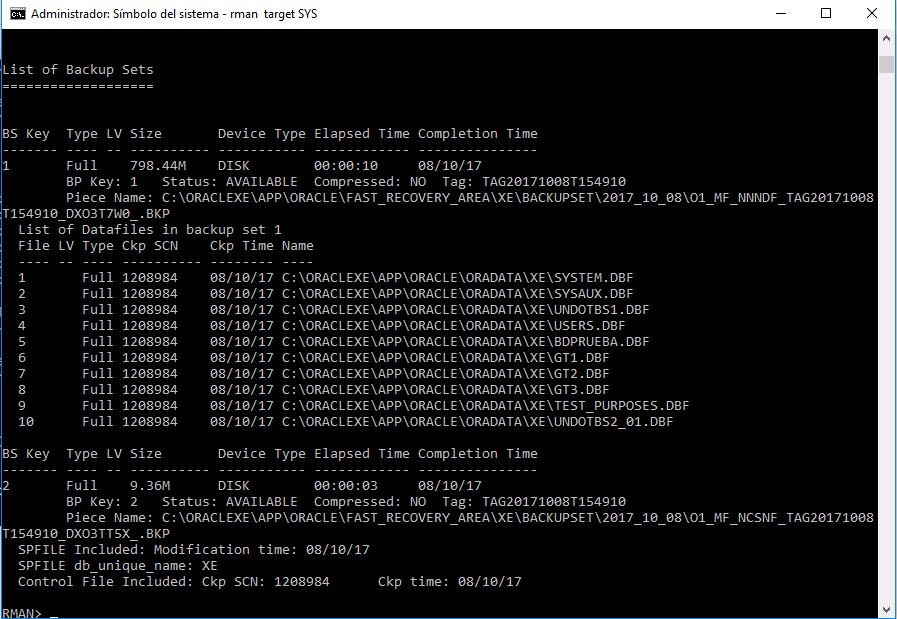 Administrador: Símbolo del sistema - rman  target SYS
List of Backup Sets
===================
BS Key  Type LV Size       Device Type Elapsed Time Completion Time
------- ---- -- ---------- ----------- ------------ ---------------
1       Full    798.44M    DISK        00:00:10     08/10/17
        BP Key: 1   Status: AVAILABLE  Compressed: NO  Tag: TAG20171008T154910
        Piece Name: C:\ORACLEXE\APP\ORACLE\FAST_RECOVERY_AREA\XE\BACKUPSET\2017_10_08\O1_MF_NNNDF_TAG20171008
T154910_DXO3T7W0_.BKP
  List of Datafiles in backup set 1
  File LV Type Ckp SCN    Ckp Time Name
  ---- -- ---- ---------- -------- ----
  1       Full 1208984    08/10/17 C:\ORACLEXE\APP\ORACLE\ORADATA\XE\SYSTEM.DBF
  2       Full 1208984    08/10/17 C:\ORACLEXE\APP\ORACLE\ORADATA\XE\SYSAUX.DBF
  3       Full 1208984    08/10/17 C:\ORACLEXE\APP\ORACLE\ORADATA\XE\UNDOTBS1.DBF
  4       Full 1208984    08/10/17 C:\ORACLEXE\APP\ORACLE\ORADATA\XE\USERS.DBF
  5       Full 1208984    08/10/17 C:\ORACLEXE\APP\ORACLE\ORADATA\XE\BDPRUEBA.DBF
  6       Full 1208984    08/10/17 C:\ORACLEXE\APP\ORACLE\ORADATA\XE\GT1.DBF
  7       Full 1208984    08/10/17 C:\ORACLEXE\APP\ORACLE\ORADATA\XE\GT2.DBF
  8       Full 1208984    08/10/17 C:\ORACLEXE\APP\ORACLE\ORADATA\XE\GT3.DBF
  9       Full 1208984    08/10/17 C:\ORACLEXE\APP\ORACLE\ORADATA\XE\TEST_PURPOSES.DBF
  10      Full 1208984    08/10/17 C:\ORACLEXE\APP\ORACLE\ORADATA\XE\UNDOTBS2_01.DBF
BS Key  Type LV Size       Device Type Elapsed Time Completion Time
------- ---- -- ---------- ----------- ------------ ---------------
2       Full    9.36M      DISK        00:00:03     08/10/17
        BP Key: 2   Status: AVAILABLE  Compressed: NO  Tag: TAG20171008T154910
        Piece Name: C:\ORACLEXE\APP\ORACLE\FAST_RECOVERY_AREA\XE\BACKUPSET\2017_10_08\O1_MF_NCSNF_TAG20171008
T154910_DXO3TT5X_.BKP
  SPFILE Included: Modification time: 08/10/17
  SPFILE db_unique_name: XE
  Control File Included: Ckp SCN: 1208984      Ckp time: 08/10/17
RMAN> _